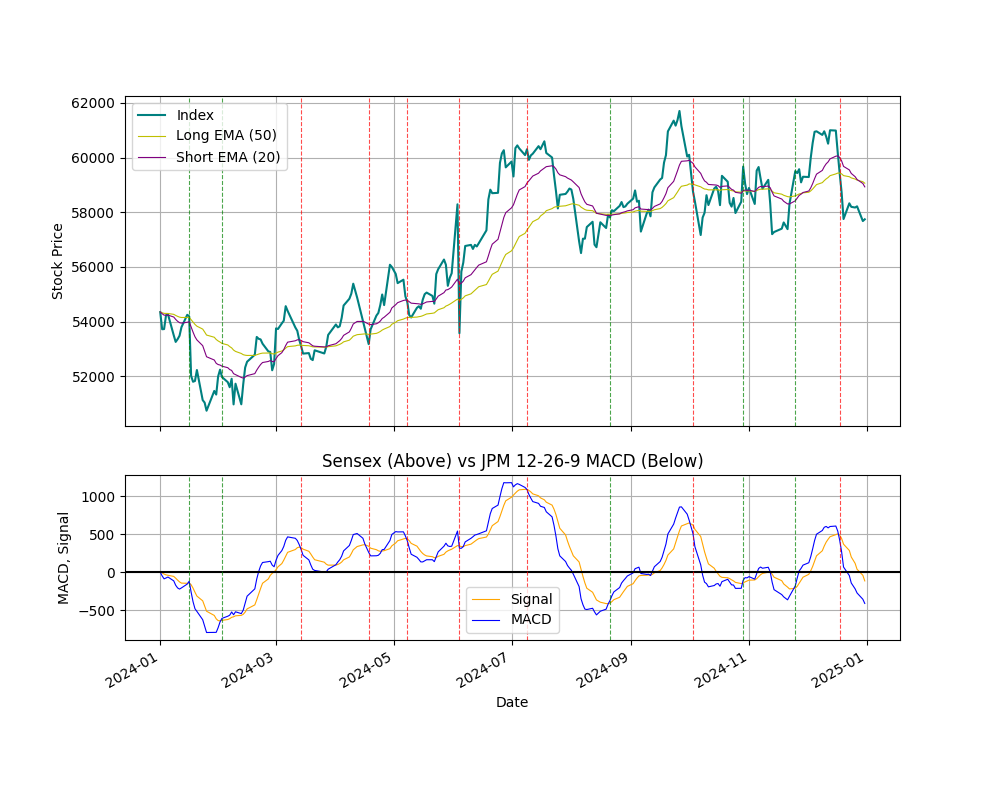 62000
60000
58000
56000
54000
52000
Stock Price
Index
Long EMA (50)
Short EMA (20)
Sensex (Above) vs JPM 12-26-9 MACD (Below)
1000
500
0
−500
MACD, Signal
Signal
MACD
2024-01
2024-03
2024-05
2024-07
2024-09
2024-11
2025-01
Date